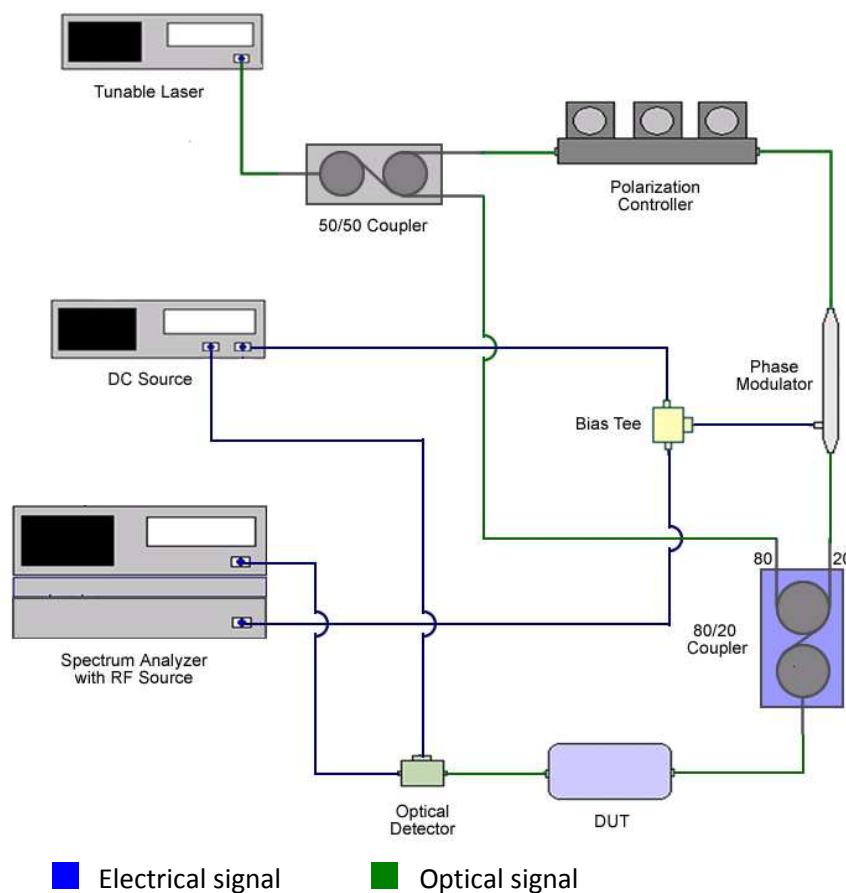 Tunable Laser
50/50 Coupler
Polarization
Controller
DC Source
Phase
Modulator
Bias Tee
80
20
80/20
Coupler
Spectrum Analyzer
with RF Source
Optical
Detector
DUT
Electrical signal
Optical signal